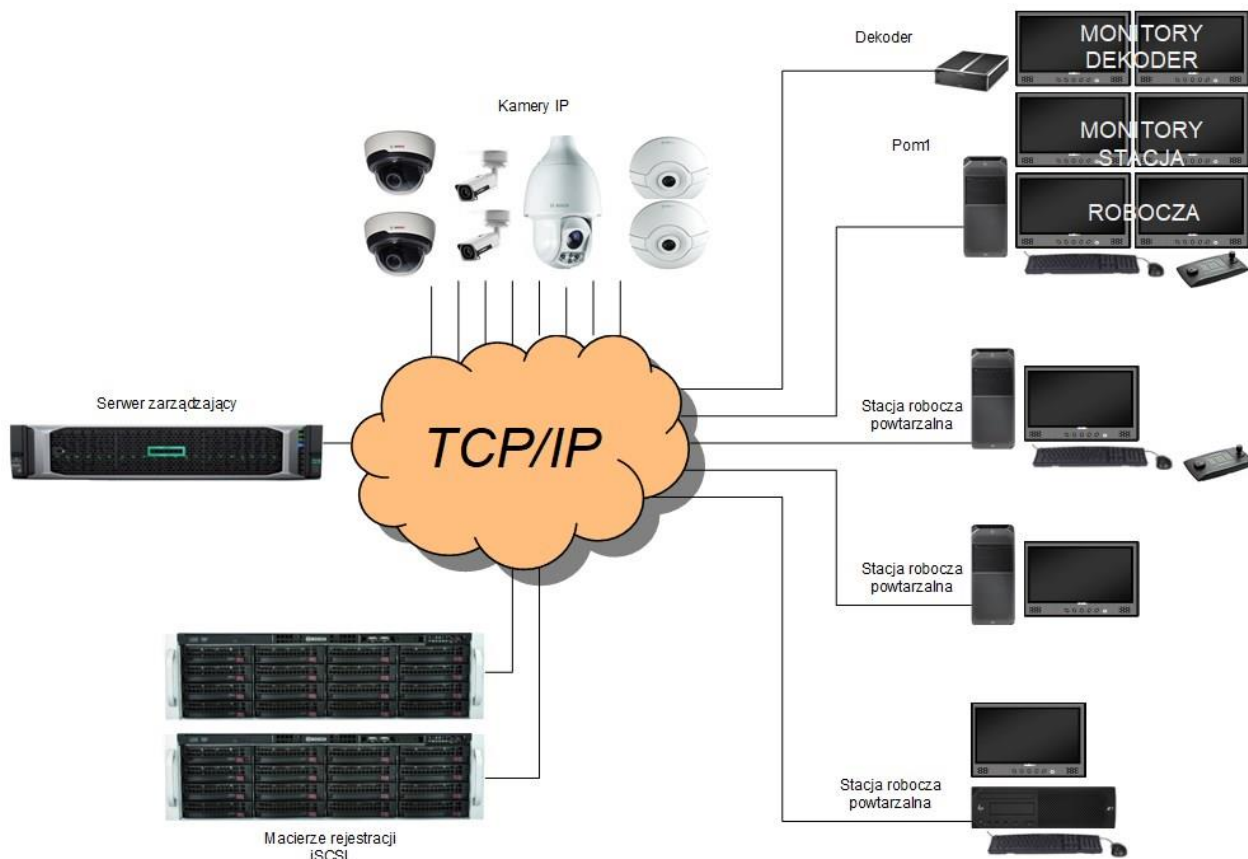 Dekoder
MONITORY
DEKODER
Kamery IP
Pom1
MONITORY
STACJA
ROBOCZA
Serwer zarządzający
TCP/IP
Stacja robocza
powtarzalna
Stacja robocza
powtarzalna
Stacja robocza
powtarzalna
Macierze rejestracji
iSCSI